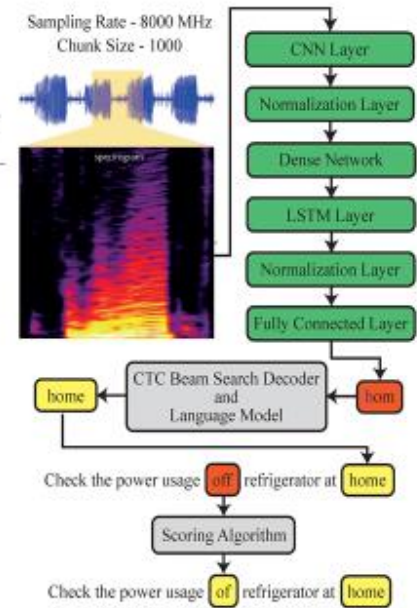 Sampling Rate - 8000 MHz
Chunk Size - 1000
spectrogram
CNN Layer
Normalization Layer
Dense Network
LSTM Layer
Normalization Layer
Fully Connected Layer
hom
CTC Beam Search Decoder
and
Language Model
home
Check the power usage off refrigerator at home
Scoring Algorithm
Check the power usage of refrigerator at home